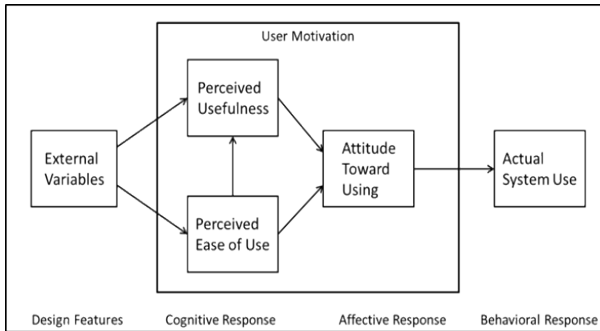 User Motivation
Perceived
Usefulness
External
Variables
Attitude
Toward
Using
Actual
System Use
Perceived
Ease of Use
Design Features
Cognitive Response
Affective Response
Behavioral Response